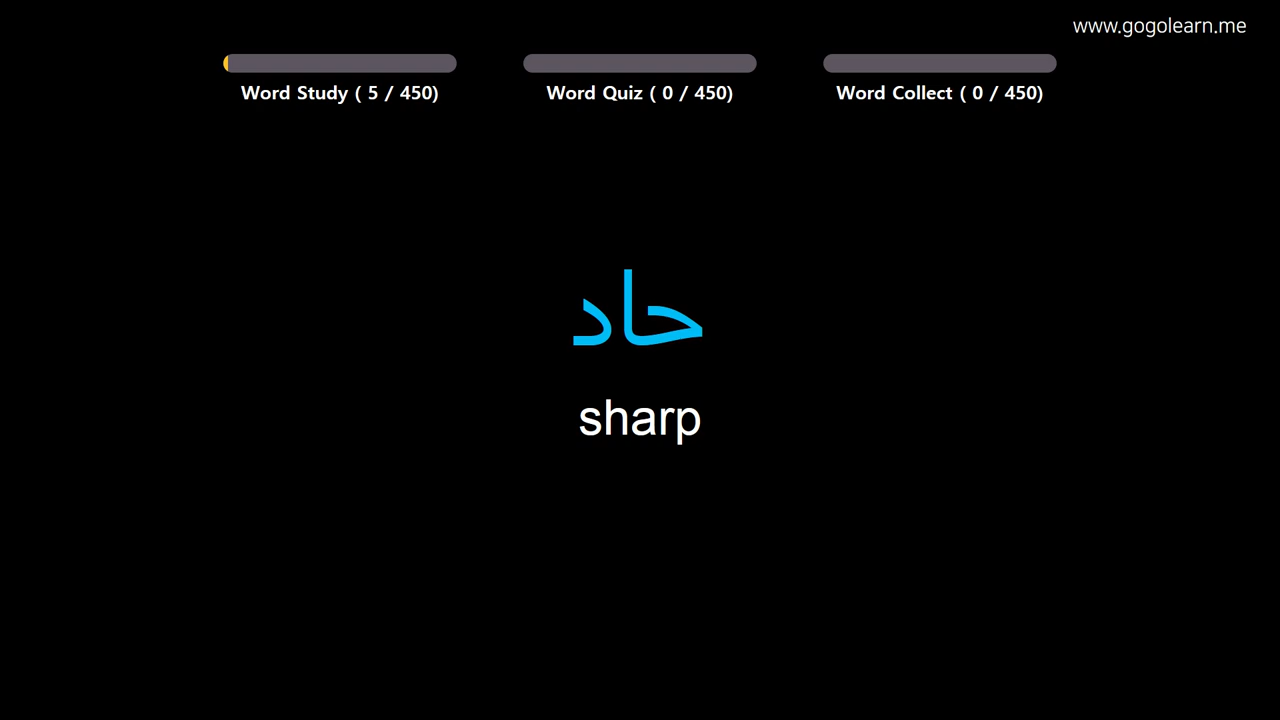 www.gogolearn.me
Word Study ( 5 / 450)
Word Quiz ( 0 / 450)
Word Collect ( 0 / 450)
حاد
sharp